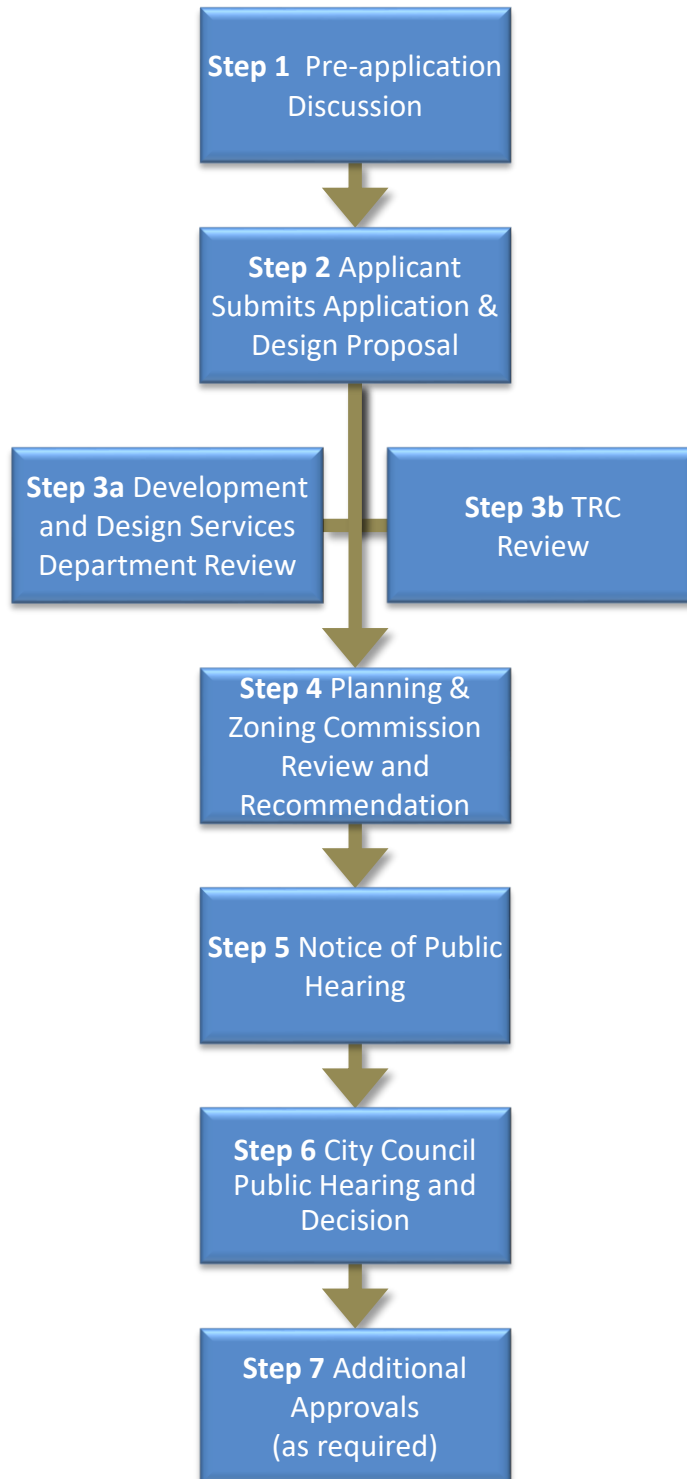 Step 1 Pre-application
Discussion
Step 2 Applicant
Submits Application &
Design Proposal
Step 3a Development
and Design Services
Department Review
Step 3b TRC
Review
Step 4 Planning &
Zoning Commission
Review and
Recommendation
Step 5 Notice of Public
Hearing
Step 6 City Council
Public Hearing and
Decision
Step 7 Additional
Approvals
(as required)